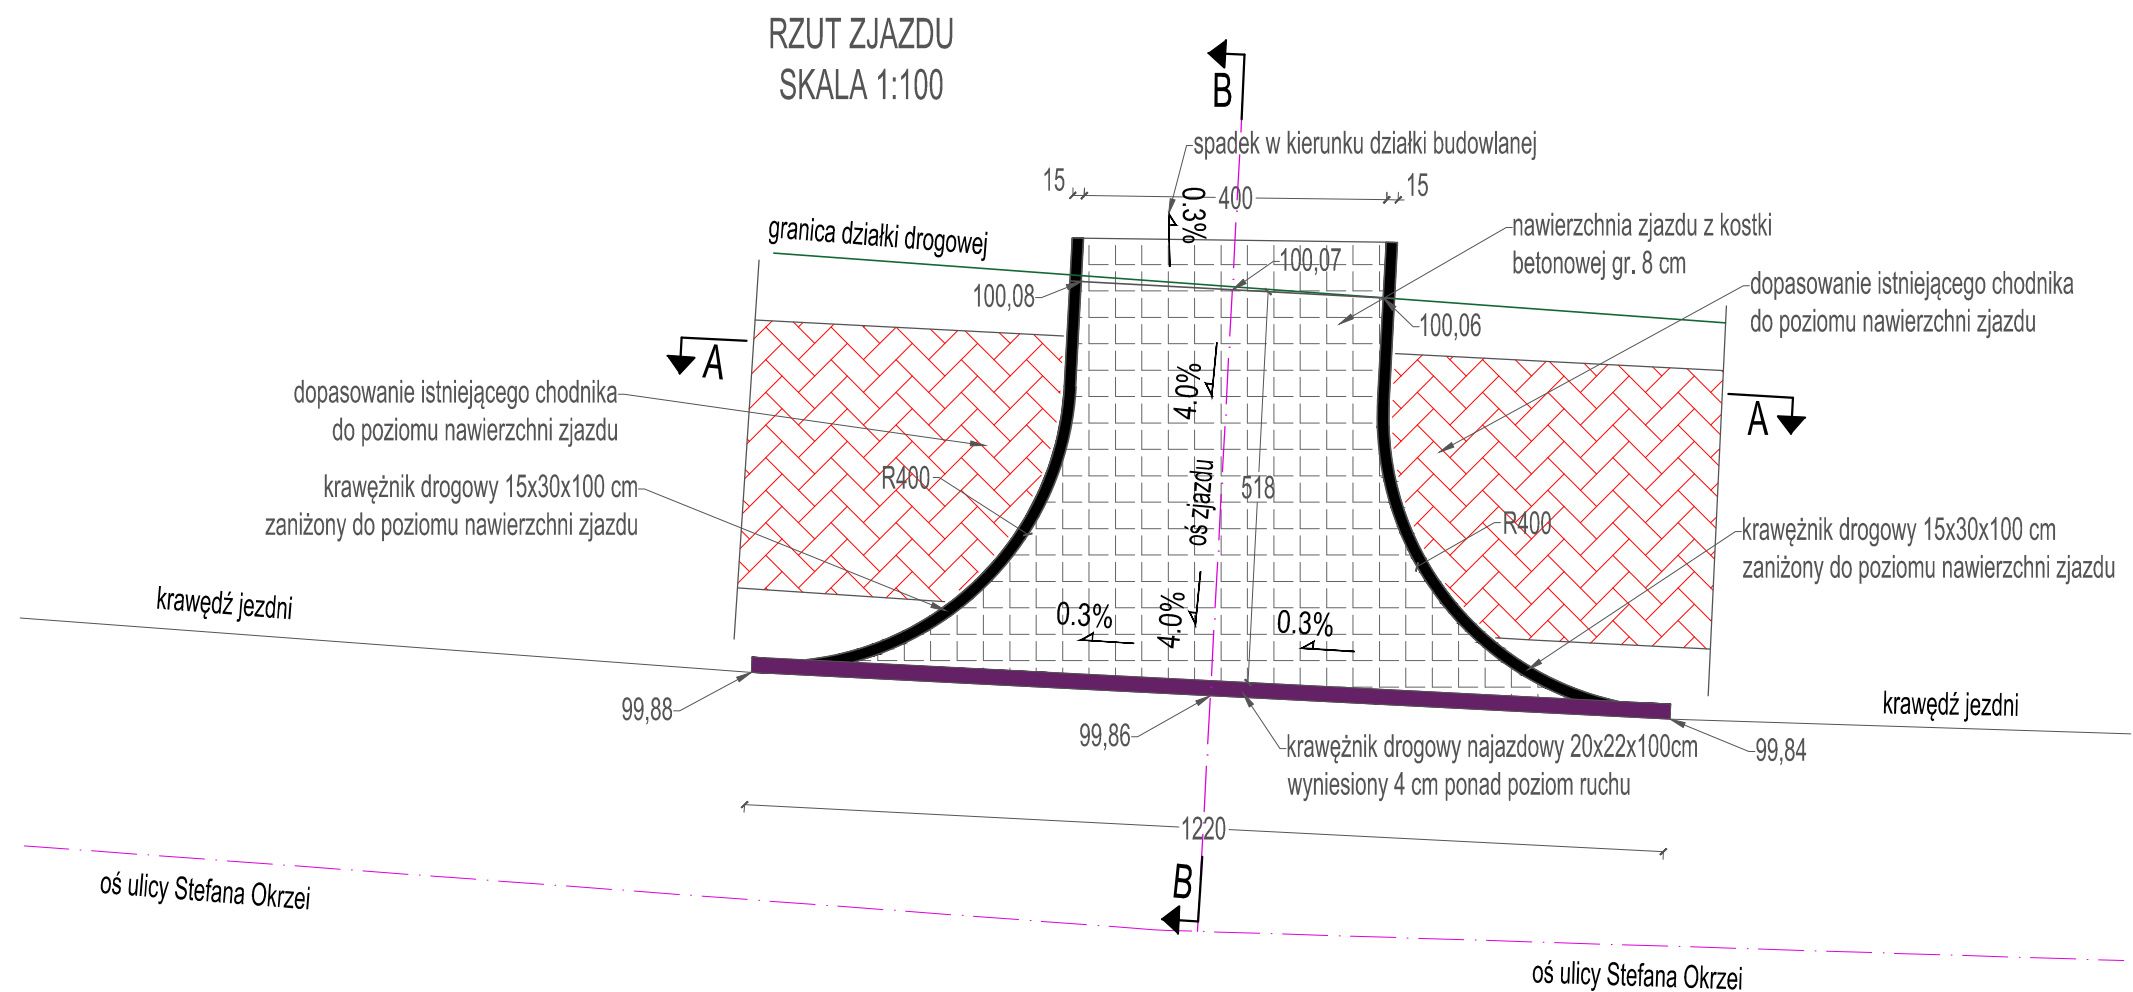 RZUT ZJAZDU
SKALA 1:100
B
spadek w kierunku działki budowlanej
15
400
15
0.3%
granica działki drogowej
nawierzchnia zjazdu z kostki
betonowej gr. 8 cm
100,07
100,08
100,06
dopasowanie istniejącego chodnika
do poziomu nawierzchni zjazdu
A
A
dopasowanie istniejącego chodnika
do poziomu nawierzchni zjazdu
4.0%
R400
518
oś zjazdu
R400
krawężnik drogowy 15x30x100 cm
zaniżony do poziomu nawierzchni zjazdu
krawężnik drogowy 15x30x100 cm
zaniżony do poziomu nawierzchni zjazdu
krawędź jezdni
0.3%
4.0%
0.3%
99,88
99,86
krawężnik drogowy najazdowy 20x22x100cm
wyniesiony 4 cm ponad poziom ruchu
99,84
krawędź jezdni
1220
B
oś ulicy Stefana Okrzei
oś ulicy Stefana Okrzei